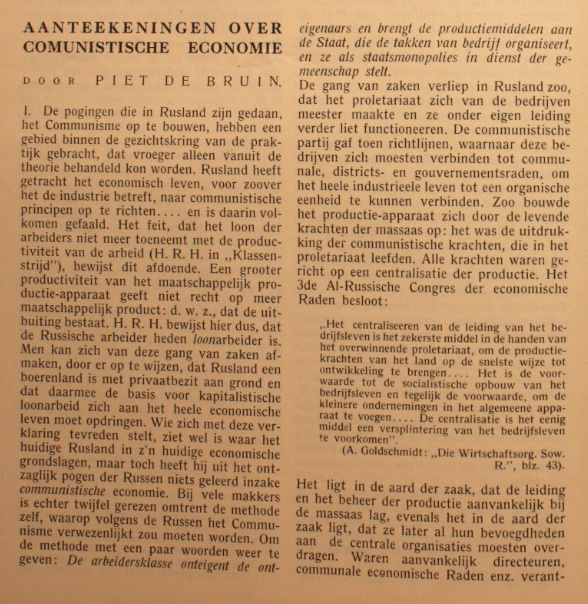 AANTEEKENINGEN OVER
COMUNISTISCHE ECONOMIE
DOOR PIET DE BRUIN.
I. De pogingen die in Rusland zijn gedaan,
het Communisme op te bouwen, hebben een
gebied binnen de gezichtskring van de prak-
tijk gebracht, dat vroeger alleen vanuit de
theorie behandeld kon worden. Rusland heeft
getracht het economisch leven, voor zoover
het de industrie betreft, naar communistische
principen op te richten.... en is daarin vol-
komen gefaald. Het feit, dat het loon der
arbeiders niet meer toeneemt met de produc-
tiviteit van de arbeid (H. R. H. in „Klassen-
strijd"), bewijst dit afdoende. Een grooter
productiviteit van het maatschappelijk pro-
ductie-apparaat geeft niet recht op meer
maatschappelijk product: d. w. z., dat de uit-
buiting bestaat. H. R. H. bewijst hier dus, dat
de Russische arbeider heden loonarbeider is.
Men kan zich van deze gang van zaken af-
maken, door er op te wijzen, dat Rusland een
boerenland is met privaatbezit aan grond en
dat daarmee de basis voor kapitalistische
loonarbeid zich aan het heele economische
leven moet opdringen. Wie zich met deze ver-
klaring tevreden stelt, ziet wel is waar het
huidige Rusland in z'n huidige economische
grondslagen, maar toch heeft hij uit het ont-
zaglijk pogen der Russen niets geleerd inzake
communistische economie. Bij vele makkers
is echter twijfel gerezen omtrent de methode
zelf, waarop volgens de Russen het Commu-
nisme verwezenlijkt zou moeten worden. Om
de methode met een paar woorden weer te
geven: De arbeidersklasse onteigent de ont-
eigenaars en brengt de productiemiddelen aan
de Staat, die de takken van bedrijf organiseert,
en ze als staatsmonopolies in dienst der ge-
meenschap stelt.
De gang van zaken verliep in Rusland zoo,
dat het proletariaat zich van de bedrijven
meester maakte en ze onder eigen leiding
verder liet functioneeren. De communistische
partij gaf toen richtlijnen, waarnaar deze be-
drijven zich moesten verbinden tot commu-
nale, districts- en gouvernementsraden, om
het heele industrieele leven tot een organische
eenheid te kunnen verbinden. Zoo bouwde
het productie-apparaat zich door de levende
krachten der massaas op: het was de uitdruk-
king der communistische krachten, die in het
proletariaat leefden. Alle krachten waren ge-
richt op een centralisatie der productie. Het
3de Al-Russische Congres der economische
Raden besloot:
„Het centraliseeren van de leiding van het be-
drijfsleven is het zekerste middel in de handen van
het overwinnende proletariaat, om de productie-
krachten van het land op de snelste wijze tot
ontwikkeling te brengen.... Het is de voor-
waarde tot de socialistische opbouw van het
bedrijfsleven en tegelijk de voorwaarde, om de
kleinere ondernemingen in het algemeene appa-
raat te voegen.... De centralisatie is het eenig
middel een versplintering van het bedrijfsleven
te voorkomen".
(A. Goldschmidt: „Die Wirtschaftsorg. Sow.
R.", blz. 43).
Het ligt in de aard der zaak, dat de leiding
en het beheer der productie aanvankelijk bij
de massaas lag, evenals het in de aard der
zaak ligt, dat ze later al hun bevoegdheden
aan de centrale organisaties moesten over-
dragen. Waren aanvankelijk directeuren,
communale economische Raden enz. verant-